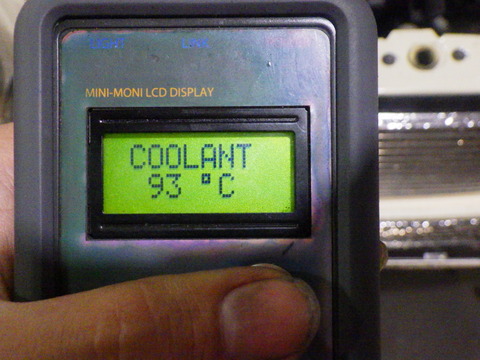 MINI-MONI LCD DISPLAY
COOLANT
93 °C